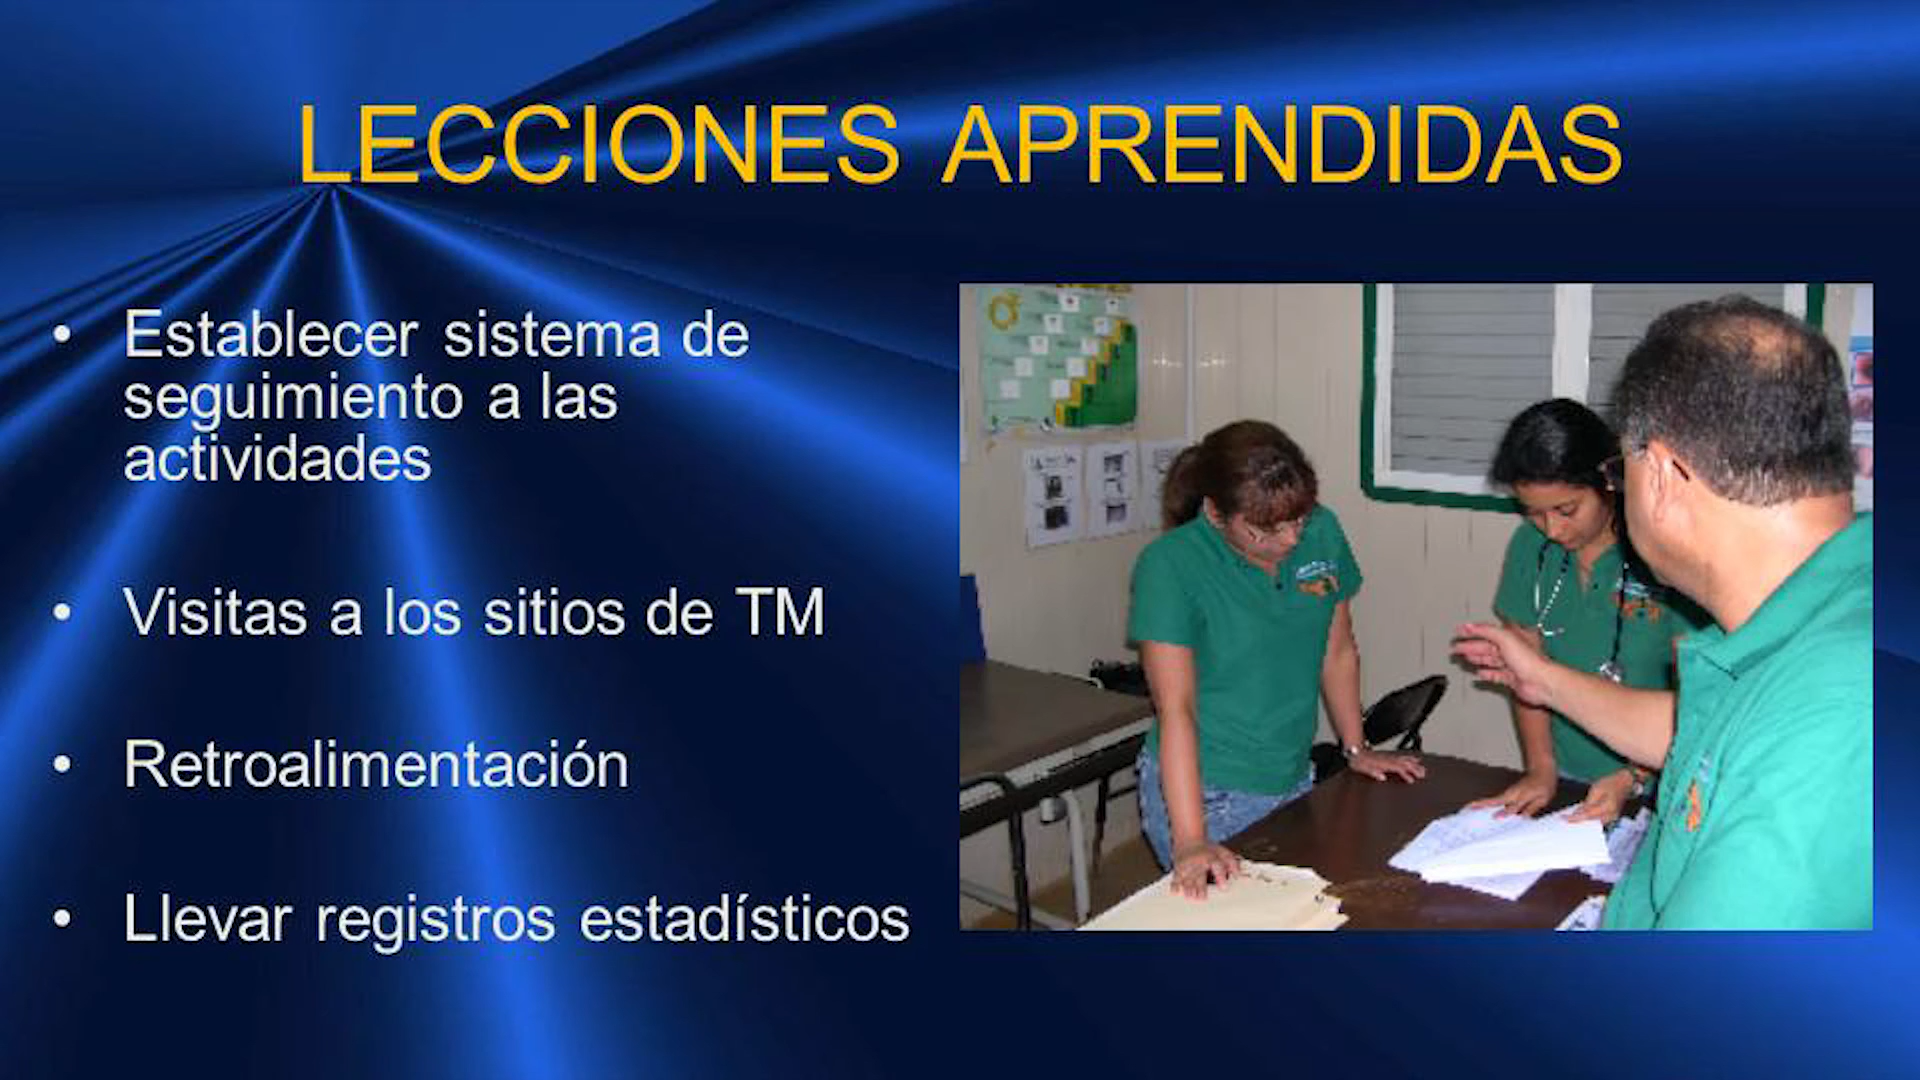 LECCIONES APRENDIDAS
• Establecer sistema de
seguimiento a las
actividades
• Visitas a los sitios de TM
• Retroalimentación
• Llevar registros estadísticos